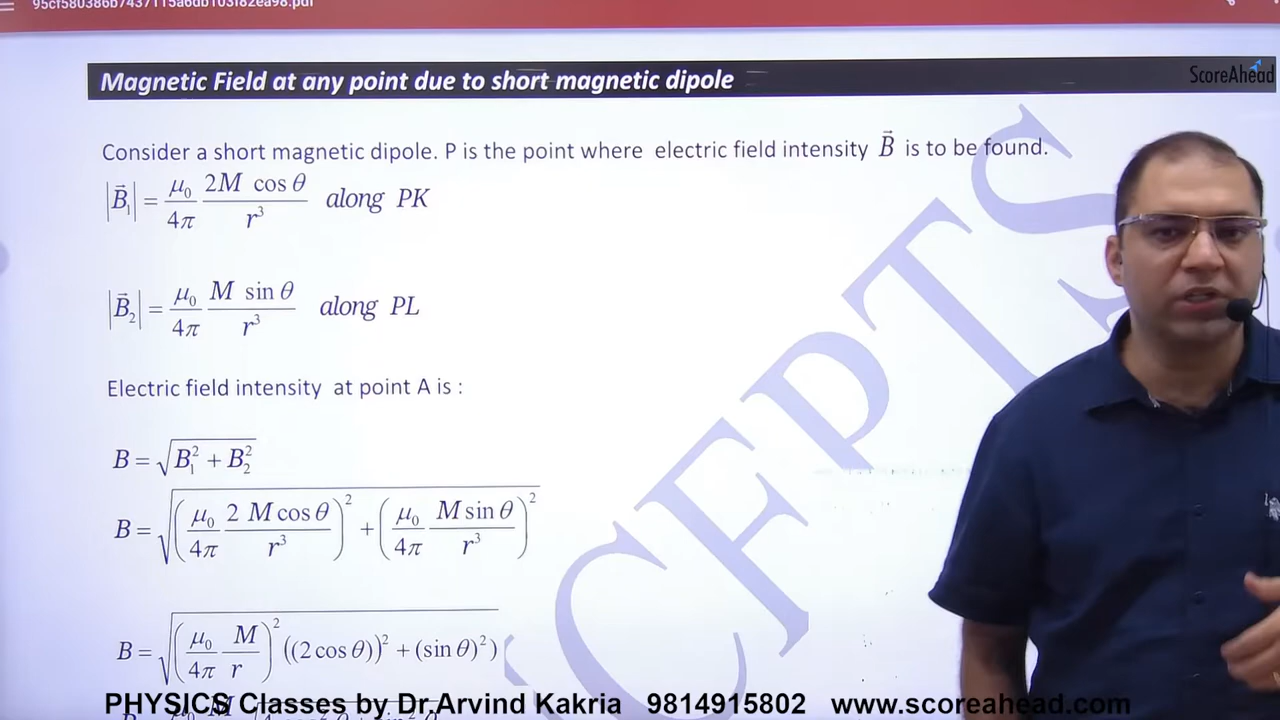 95cf580386b7437115a6db103f82ea98.pdf
Magnetic Field at any point due to short magnetic dipole
ScoreAhead
Consider a short magnetic dipole. P is the point where electric field intensity B⃗ is to be found.
|B⃗₁| = μ₀/4π 2M cos θ/r³ along PK
|B⃗₂| = μ₀/4π M sin θ/r³ along PL
Electric field intensity at point A is :
B = √(B₁² + B₂²)
B = √((μ₀/4π 2 M cos θ/r³)² + (μ₀/4π M sin θ/r³)²)
B = √((μ₀/4π M/r)² ((2 cos θ))² + (sin θ)²)
PHYSICS Classes by Dr.Arvind Kakria 9814915802 www.scoreahead.com